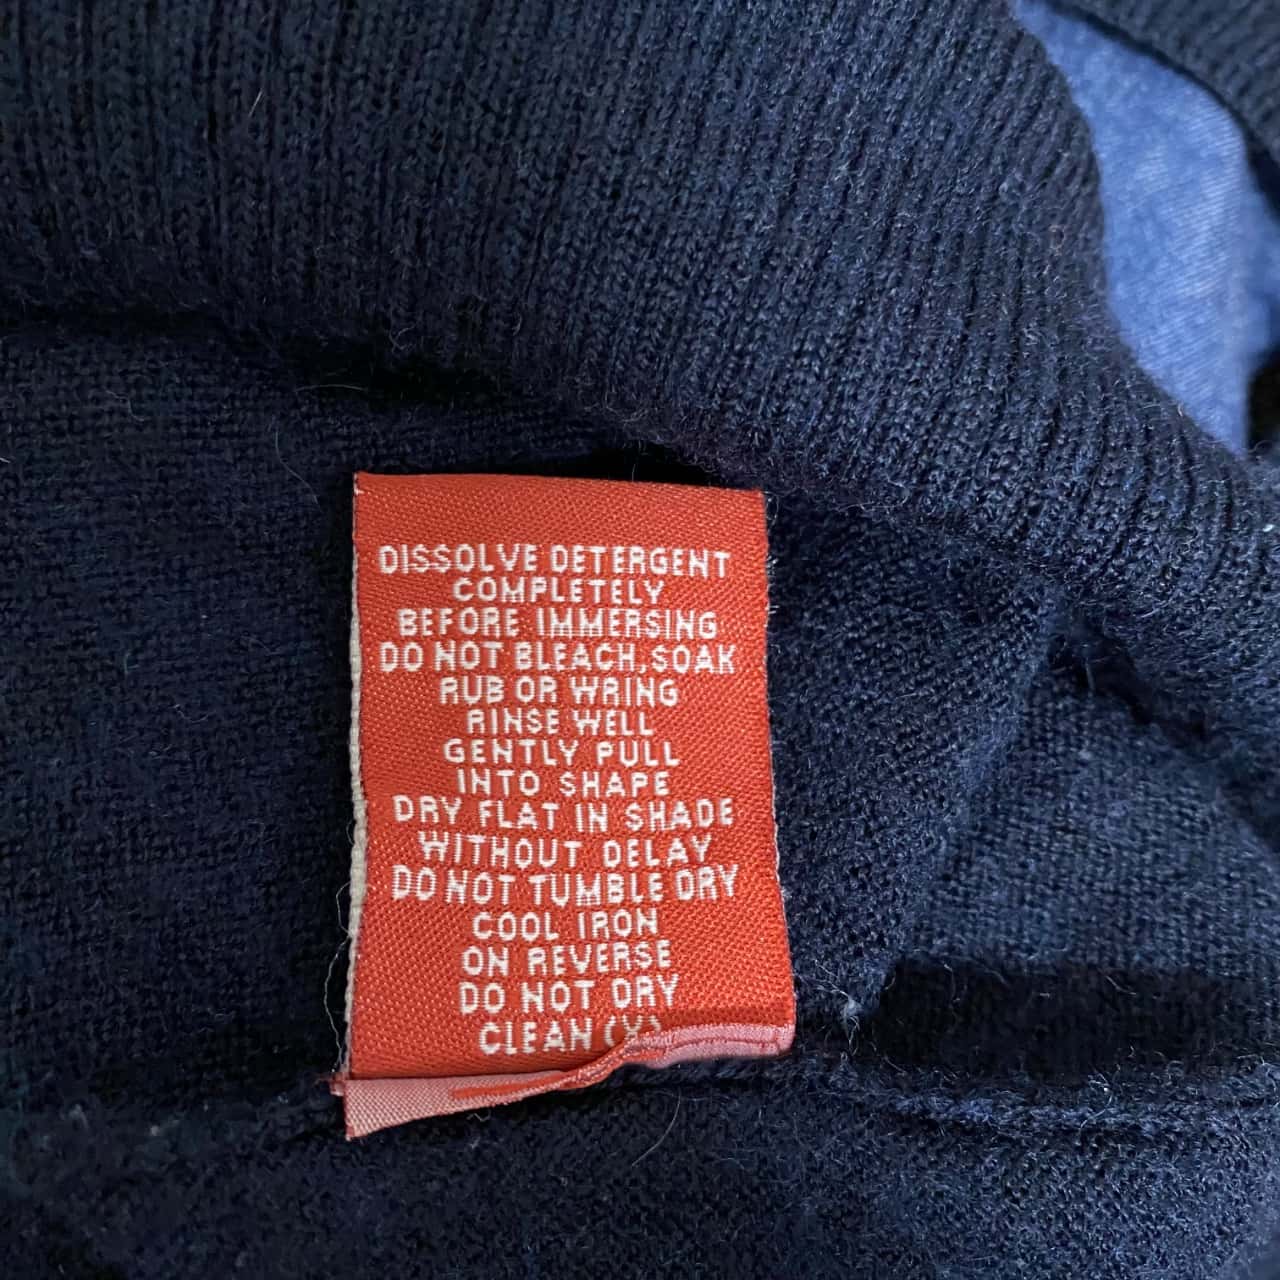 DISSOLVE DETERGENT
COMPLETELY
BEFORE IMMERSING
DO NOT BLEACH, SOAK
RUB OR WRING
RINSE WELL
GENTLY PULL
INTO SHAPE
DRY FLAT IN SHADE
WITHOUT DELAY
DO NOT TUMBLE DRY
COOL IRON
ON REVERSE
DO NOT DRY
CLEAN (X)